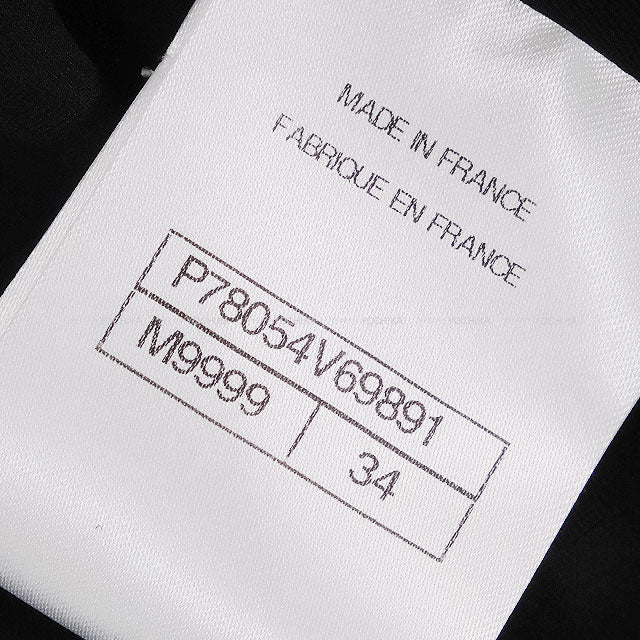 MADE IN FRANCE
FABRIQUE EN FRANCE
P78054V69891
M9999 34